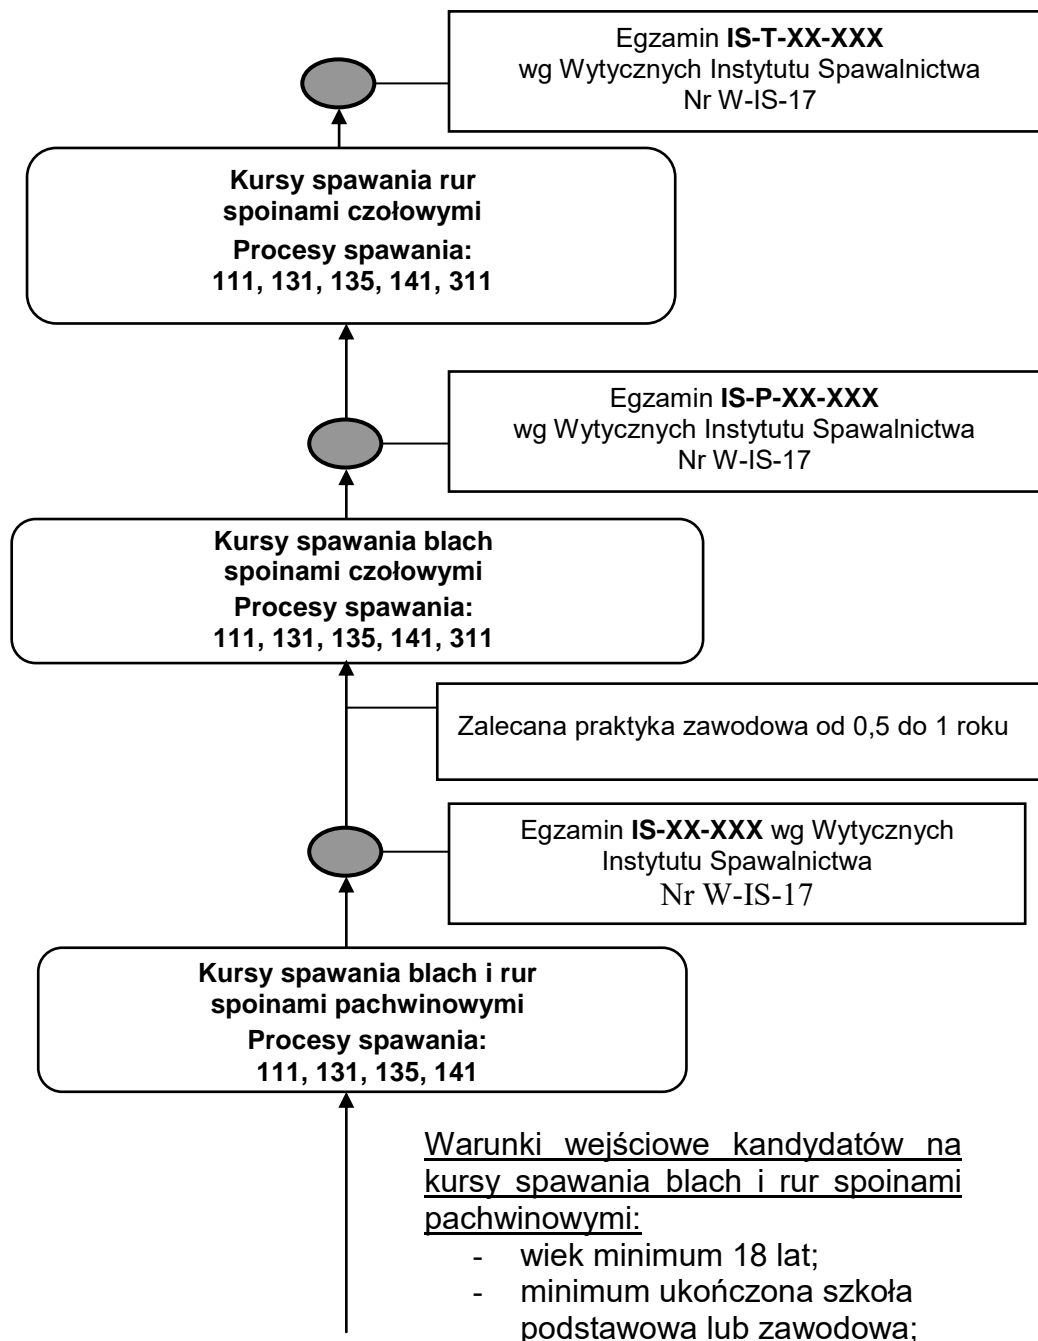 Egzamin IS-T-XX-XXX
wg Wytycznych Instytutu Spawalnictwa
Nr W-IS-17
Kursy spawania rur
spoinami czołowymi
Procesy spawania:
111, 131, 135, 141, 311
Egzamin IS-P-XX-XXX
wg Wytycznych Instytutu Spawalnictwa
Nr W-IS-17
Kursy spawania blach
spoinami czołowymi
Procesy spawania:
111, 131, 135, 141, 311
Zalecana praktyka zawodowa od 0,5 do 1 roku
Egzamin IS-XX-XXX wg Wytycznych
Instytutu Spawalnictwa
Nr W-IS-17
Kursy spawania blach i rur
spoinami pachwinowymi
Procesy spawania:
111, 131, 135, 141
Warunki wejściowe kandydatów na
kursy spawania blach i rur spoinami
pachwinowymi:
- wiek minimum 18 lat;
- minimum ukończona szkoła
podstawowa lub zawodowa;